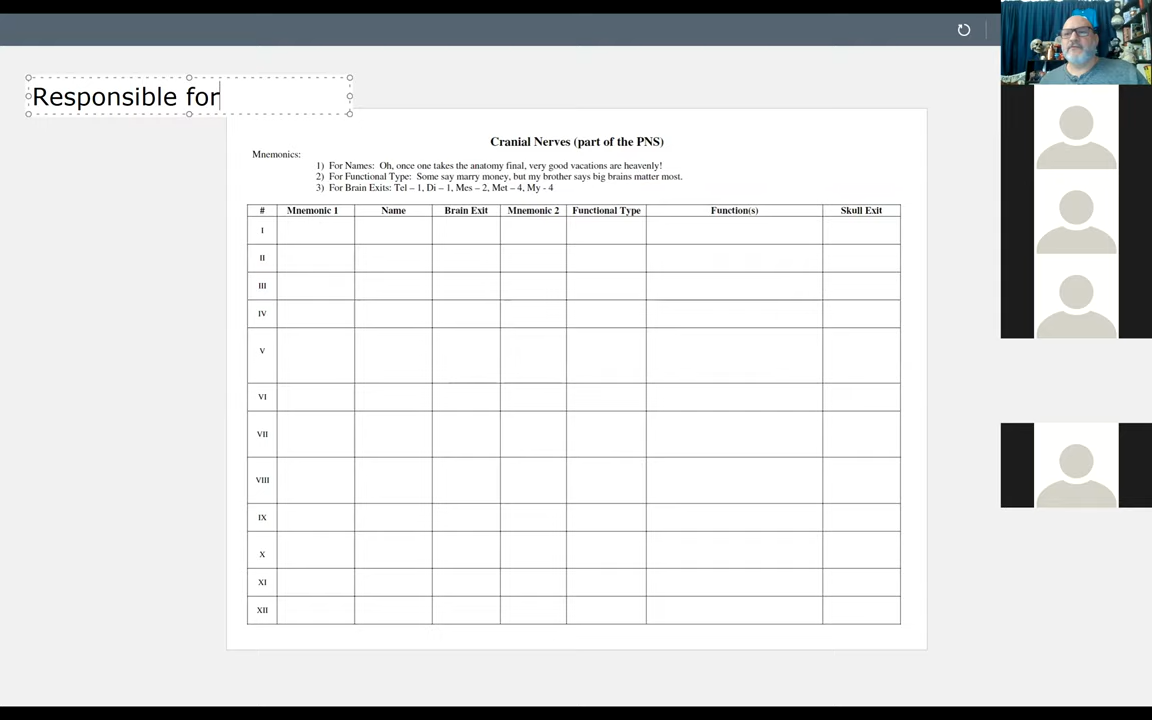 Responsible for
Cranial Nerves (part of the PNS)
Mnemonics:
1) For Names: Oh, once one takes the anatomy final, very good vacations are heavenly!
2) For Functional Type: Some say marry money, but my brother says big brains matter most.
3) For Brain Exits: Tel – 1, Di – 1, Mes – 2, Met – 4, My - 4
# Mnemonic 1 Name Brain Exit Mnemonic 2 Functional Type Function(s) Skull Exit
I
II
III
IV
V
VI
VII
VIII
IX
X
XI
XII